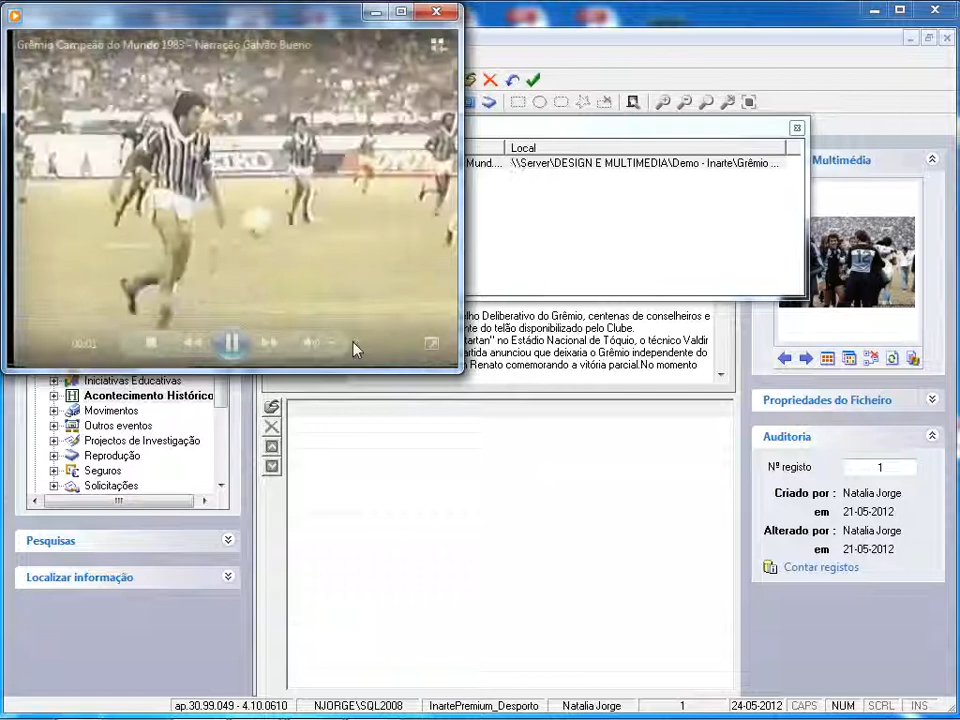 Grêmio Campeão do Mundo 1983 - Narração Galvão Bueno
00:01
Local
Mund... \\Server\DESIGN E MULTIMEDIA\Demo - Inarte\Grêmio ...
Multimédia
12
elho Deliberativo do Grêmio, centenas de conselheiros e
nte do telão disponibilizado pelo Clube.
artan" no Estádio Nacional de Tóquio, o técnico Valdir
artida anunciou que deixaria o Grêmio independente do
Renato comemorando a vitória parcial.No momento
Iniciativas Educativas
Acontecimento Histórico
Movimentos
Outros eventos
Projectos de Investigação
Reprodução
Seguros
Solicitações
Pesquisas
Localizar informação
Propriedades do Ficheiro
Auditoria
Nº registo 1
Criado por : Natalia Jorge
em 21-05-2012
Alterado por : Natalia Jorge
em 21-05-2012
Contar registos
ap.30.99.049 - 4.10.0610 NJORGE\SQL2008 InartePremium_Desporto Natalia Jorge 1 24-05-2012 CAPS NUM SCRL INS